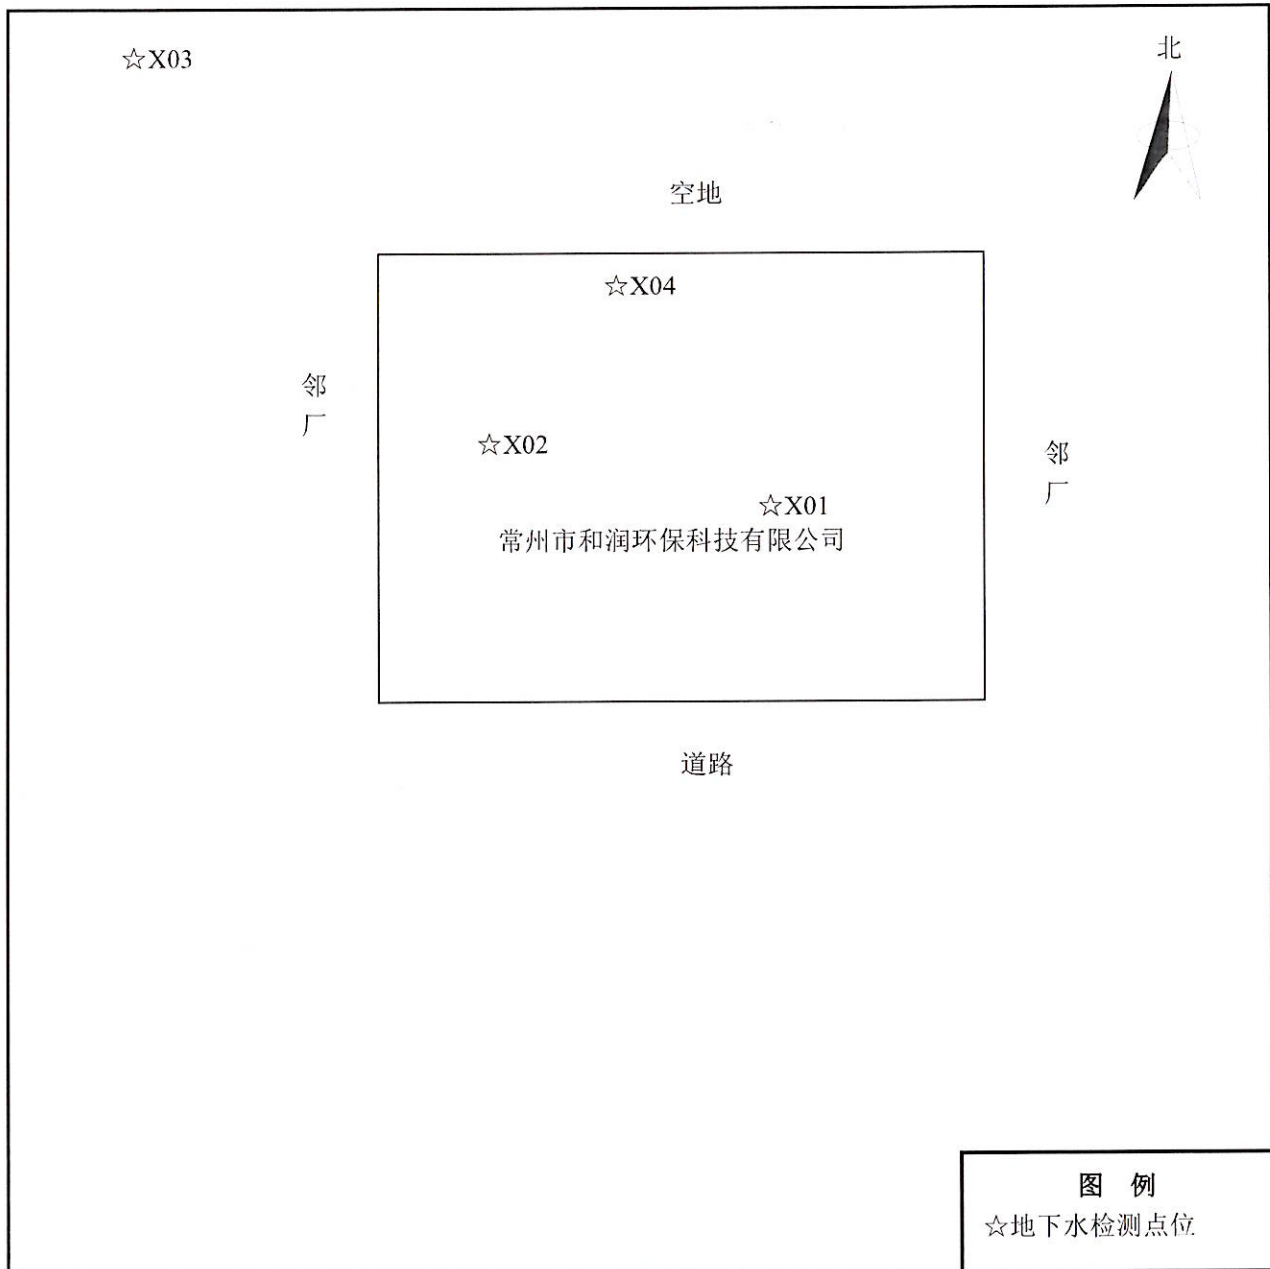 ☆X03
北
空地
☆X04
邻
厂
☆X02
邻
厂
☆X01
常州市和润环保科技有限公司
道路
图 例
☆地下水检测点位